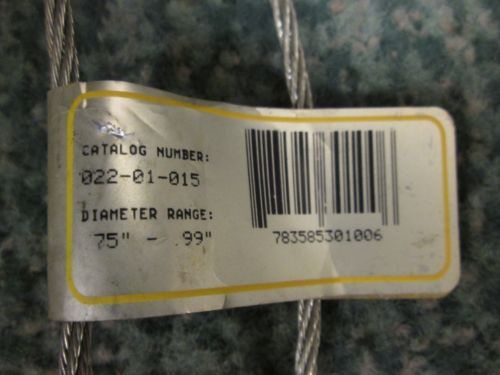 CATALOG NUMBER:
022-01-015
DIAMETER RANGE:
75" - .99"
783585301006